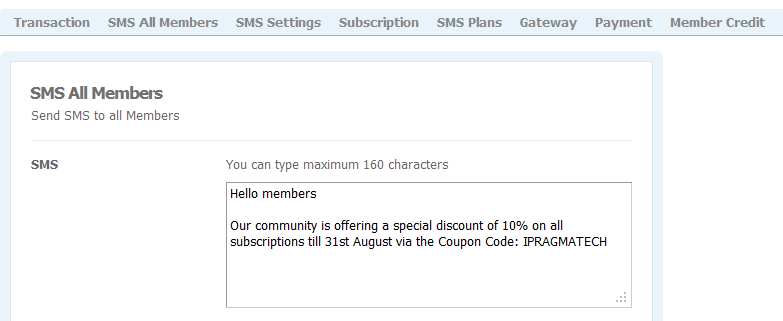 Transaction SMS All Members SMS Settings Subscription SMS Plans Gateway Payment Member Credit
SMS All Members
Send SMS to all Members
SMS
You can type maximum 160 characters
Hello members
Our community is offering a special discount of 10% on all
subscriptions till 31st August via the Coupon Code: IPRAGMATECH